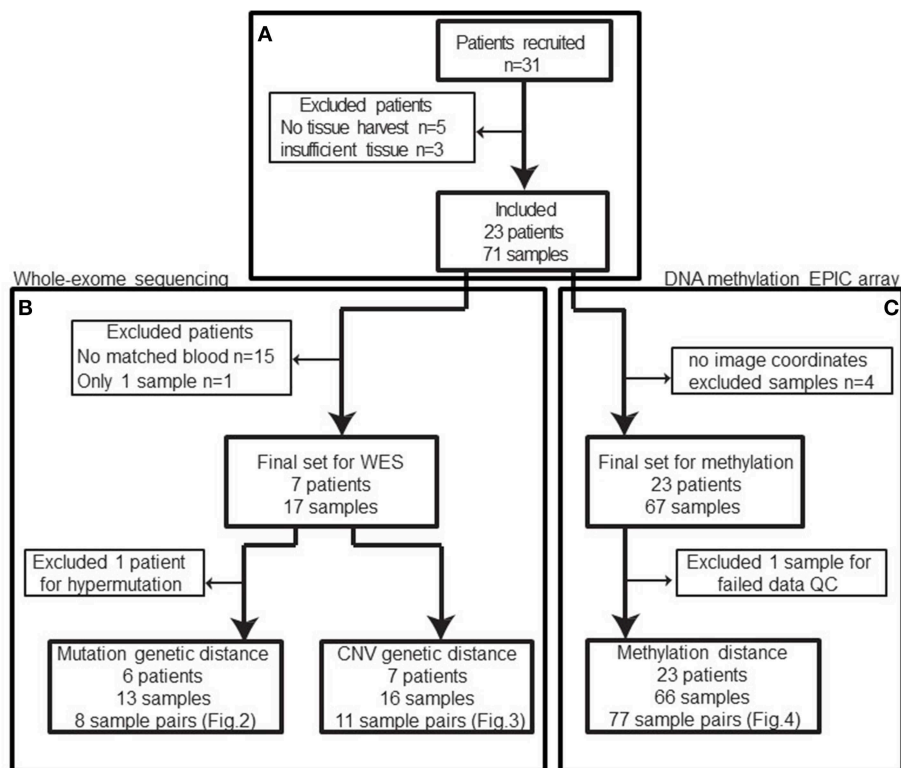 A
Patients recruited
n=31
Excluded patients
No tissue harvest n=5
insufficient tissue n=3
Included
23 patients
71 samples
Whole-exome sequencing
B
Excluded patients
No matched blood n=15
Only 1 sample n=1
Final set for WES
7 patients
17 samples
Excluded 1 patient
for hypermutation
Mutation genetic distance
6 patients
13 samples
8 sample pairs (Fig.2)
CNV genetic distance
7 patients
16 samples
11 sample pairs (Fig.3)
DNA methylation EPIC array
C
no image coordinates
excluded samples n=4
Final set for methylation
23 patients
67 samples
Excluded 1 sample for
failed data QC
Methylation distance
23 patients
66 samples
77 sample pairs (Fig.4)